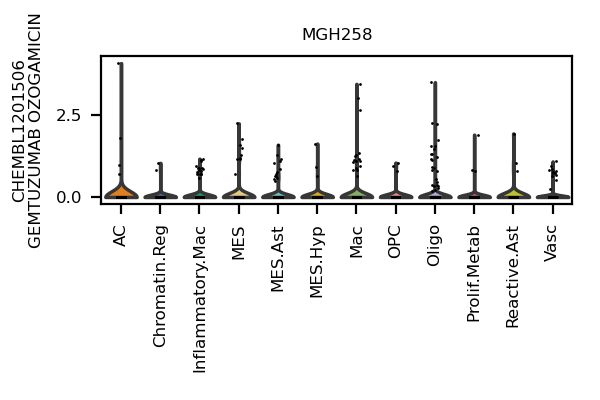 MGH258
CHEMBL1201506
GEMTUZUMAB OZOGAMICIN
2.5
0.0
AC
Chromatin.Reg
Inflammatory.Mac
MES
MES.Ast
MES.Hyp
Mac
OPC
Oligo
Prolif.Metab
Reactive.Ast
Vasc